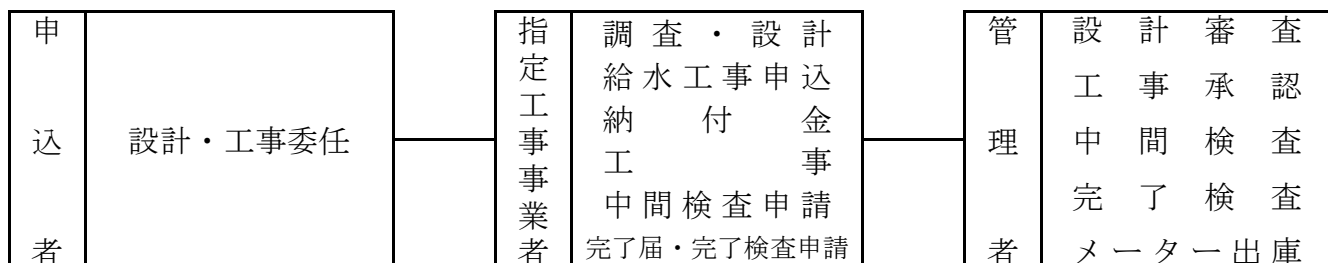 申込者
設計・工事委任
指定工事事業者
調査・設計
給水工事申込
納付金
工事
中間検査申請
完了届・完了検査申請
管理者
設計審査
工事承認
中間検査
完了検査
メーター出庫